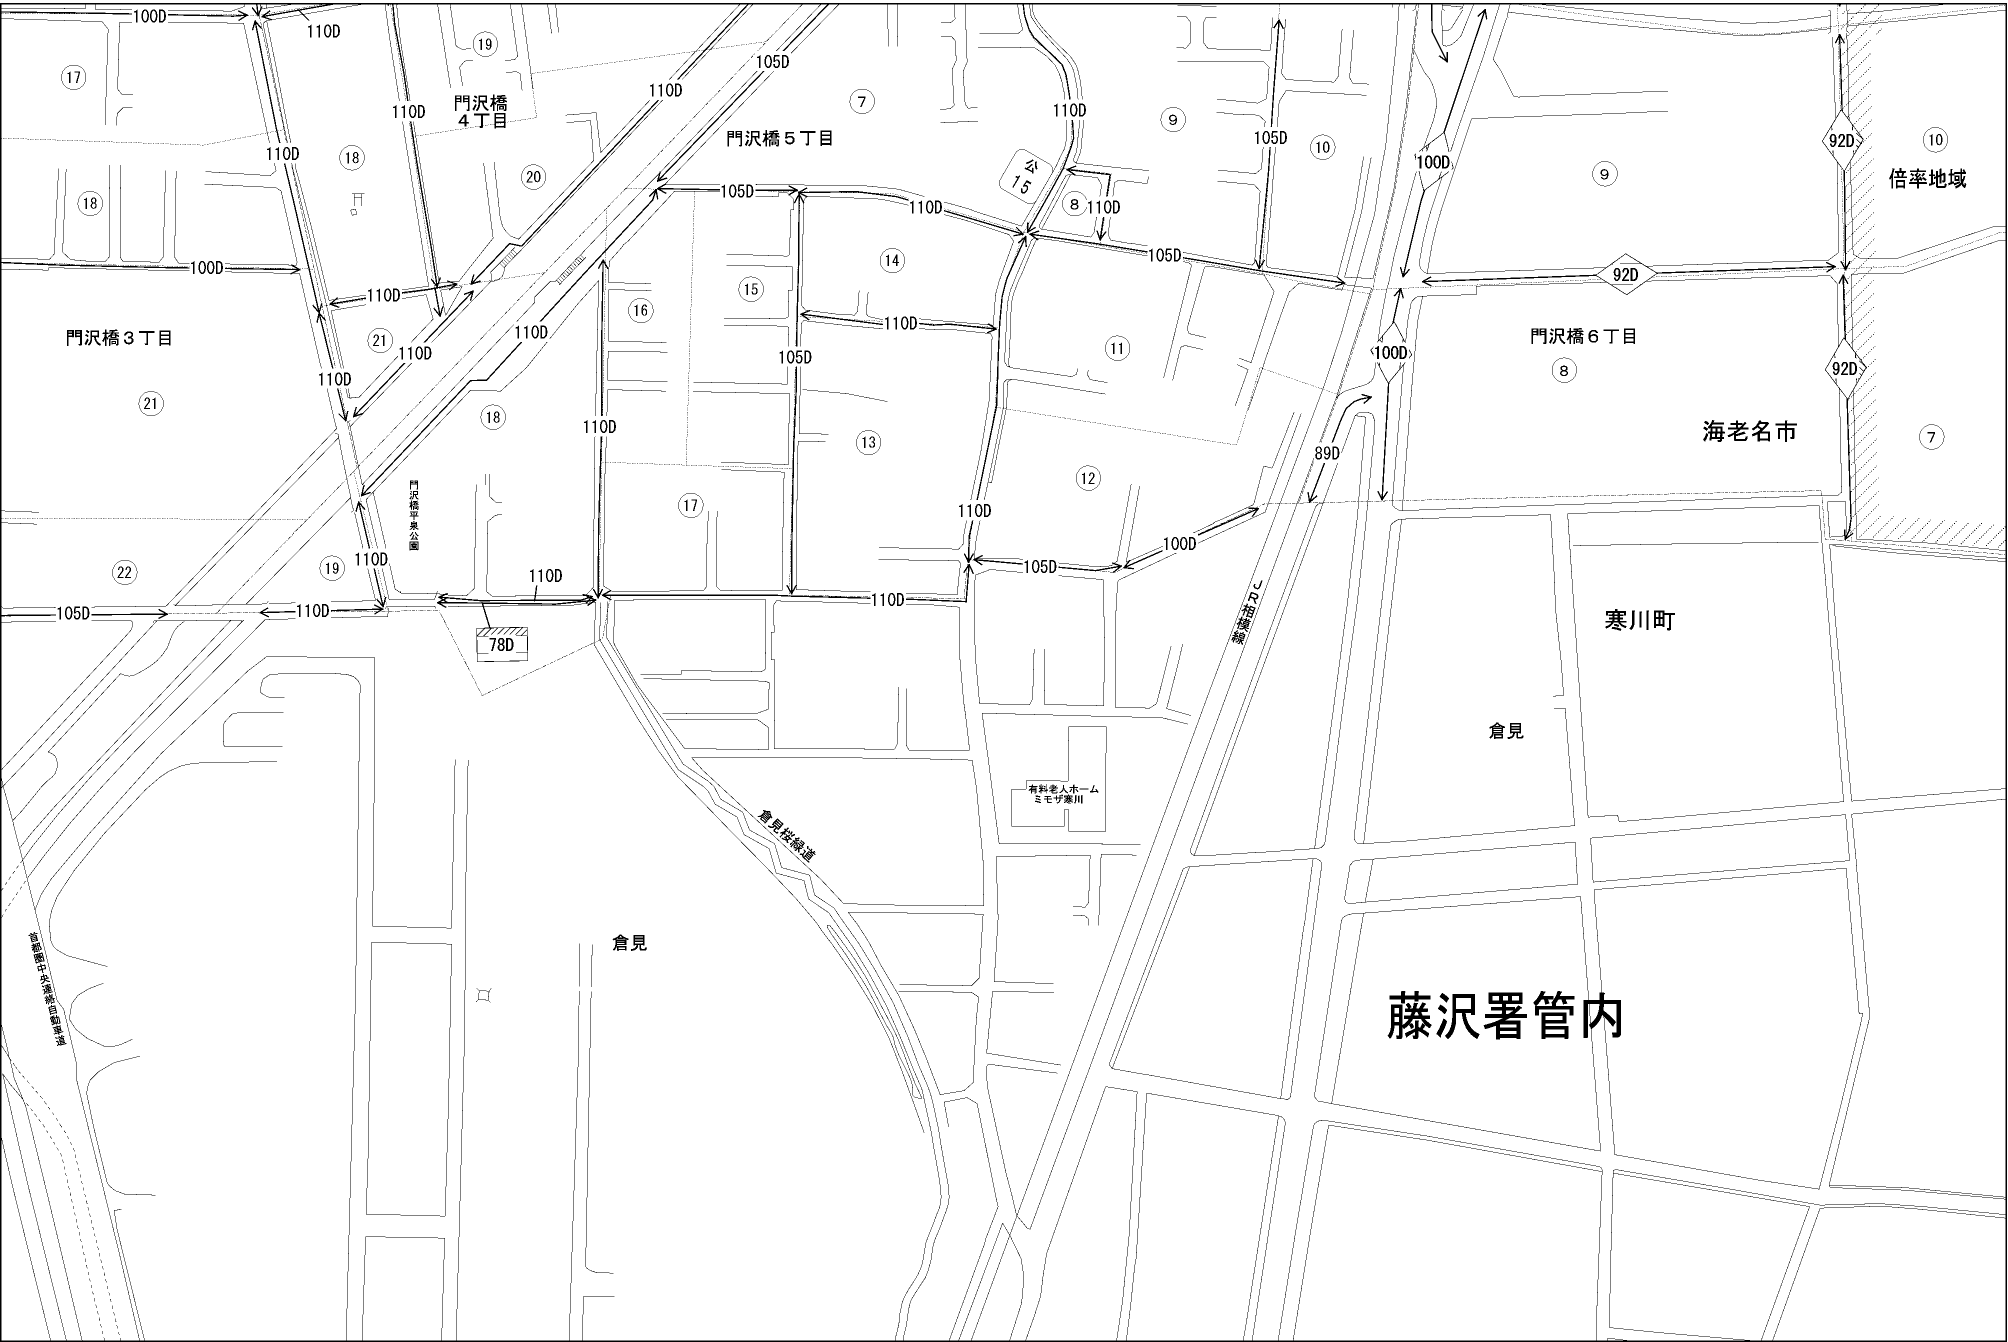 100D
110D
⑲
⑰
105D
110D
110D
門沢橋
４丁目
⑦
110D
⑨
105D
⑩
100D
92D
⑩
倍率地域
110D
⑱
門沢橋５丁目
⑳
公
15
⑧
110D
⑨
⑱
105D
110D
105D
100D
110D
⑭
92D
⑮
⑯
110D
110D
門沢橋３丁目
㉑
110D
105D
⑪
100D
門沢橋６丁目
⑧
92D
110D
㉑
⑱
110D
⑬
89D
海老名市
⑦
門沢橋平泉公園
⑰
⑫
110D
㉒
⑲
110D
110D
105D
100D
105D
110D
78D
110D
JR相模線
寒川町
倉見
有料老人ホーム
ミモザ寒川
倉見桜緑道
倉見
首都圏中央連絡自動車道
藤沢署管内